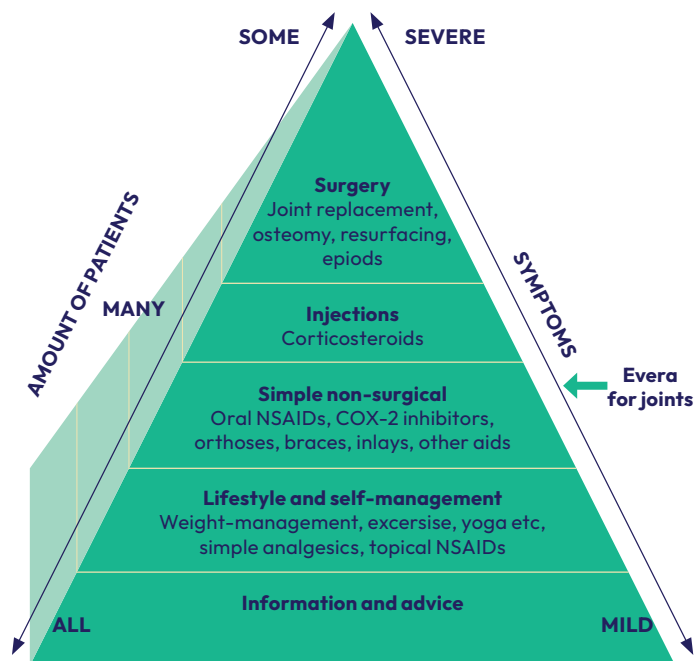 SOME
SEVERE
Surgery
Joint replacement,
osteomy, resurfacing,
epiods
AMOUNT OF PATIENTS
MANY
SYMPTOMS
Injections
Corticosteroids
Evera
for joints
Simple non-surgical
Oral NSAIDs, COX-2 inhibitors,
orthoses, braces, inlays, other aids
Lifestyle and self-management
Weight-management, excersise, yoga etc,
simple analgesics, topical NSAIDs
Information and advice
ALL
MILD